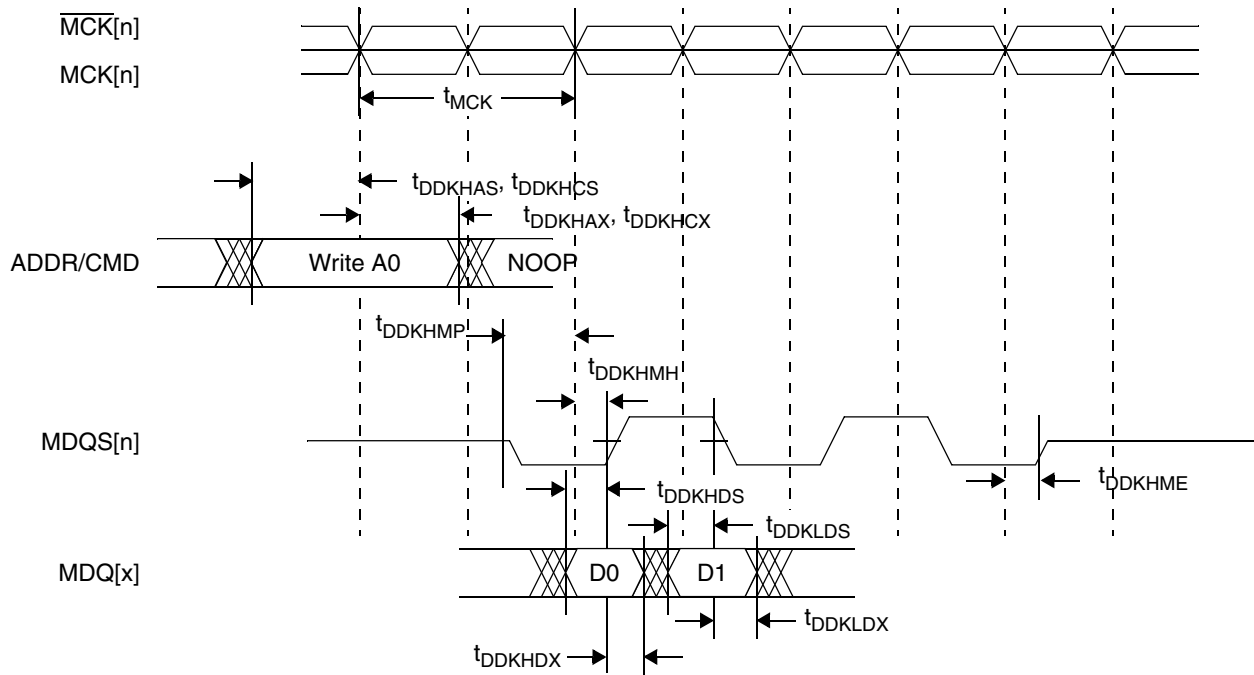 MCK[n]
MCK[n]
tMCK
tDDKHAS, tDDKHCS
tDDKHAX, tDDKHCX
ADDR/CMD
Write A0
NOOP
tDDKHMP
tDDKHMH
MDQS[n]
tDDKHME
tDDKHDS
tDDKLDS
MDQ[x]
D0
D1
tDDKLDX
tDDKHDX